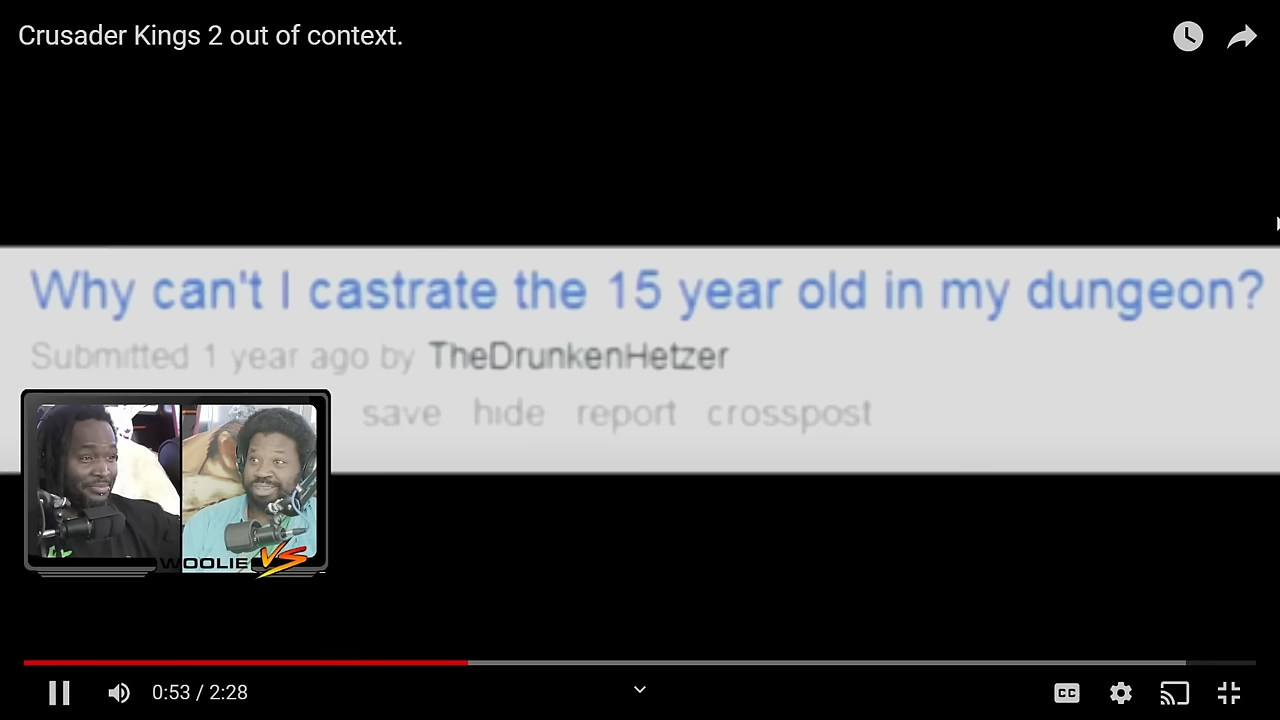 Crusader Kings 2 out of context.
Why can't I castrate the 15 year old in my dungeon?
Submitted 1 year ago by TheDrunkenHetzer
save hide report crosspost
WOOLIE VS
0:53 / 2:28
CC